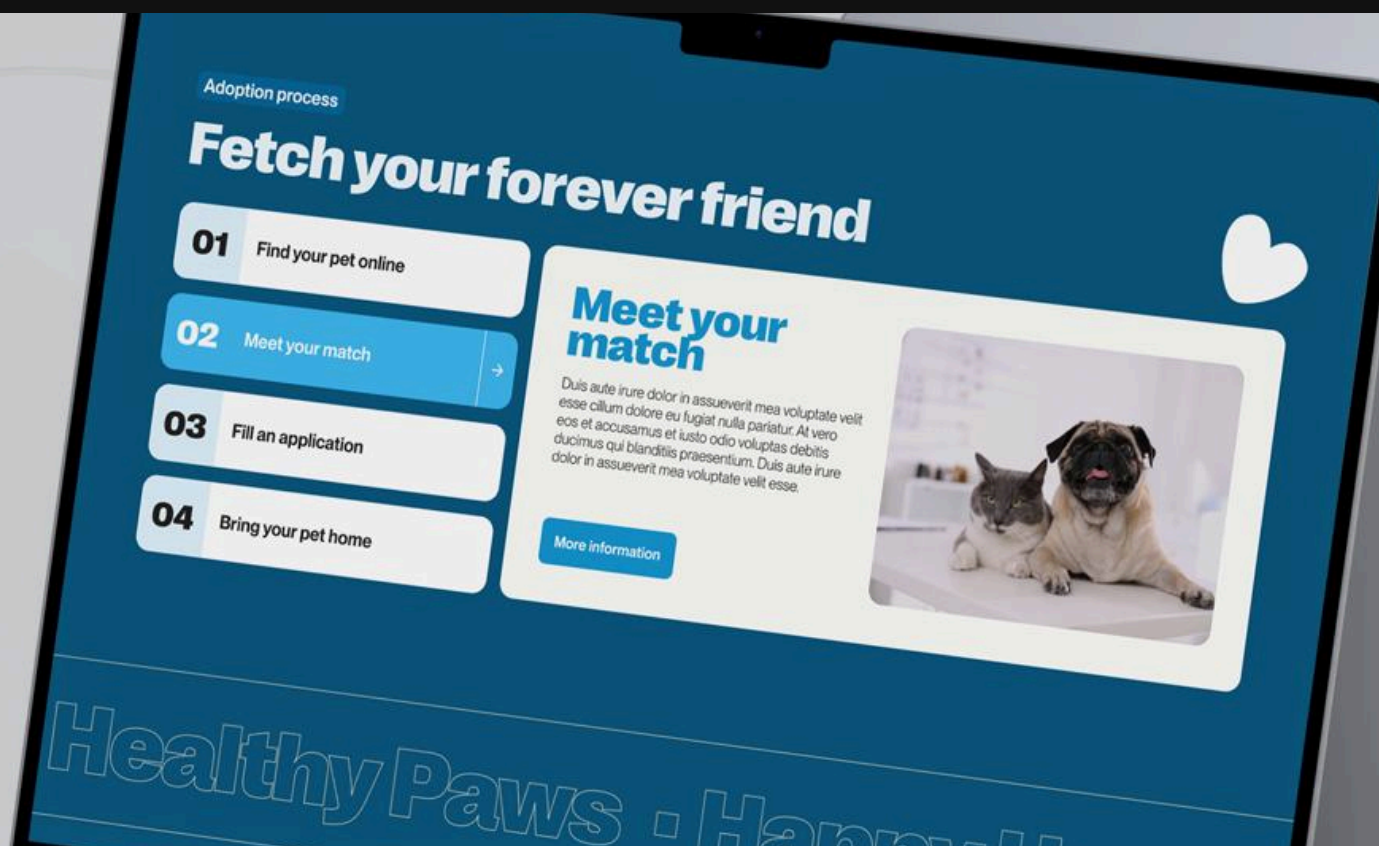 Adoption process
Fetch your forever friend
01 Find your pet online
02 Meet your match →
03 Fill an application
04 Bring your pet home
Meet your
match
Duis aute irure dolor in assueverit mea voluptate velit
esse cillum dolore eu fugiat nulla pariatur. At vero
eos et accusamus et iusto odio voluptas debitis
ducimus qui blanditiis praesentium. Duis aute irure
dolor in assueverit mea voluptate velit esse.
More information
Healthy Paws · Happy